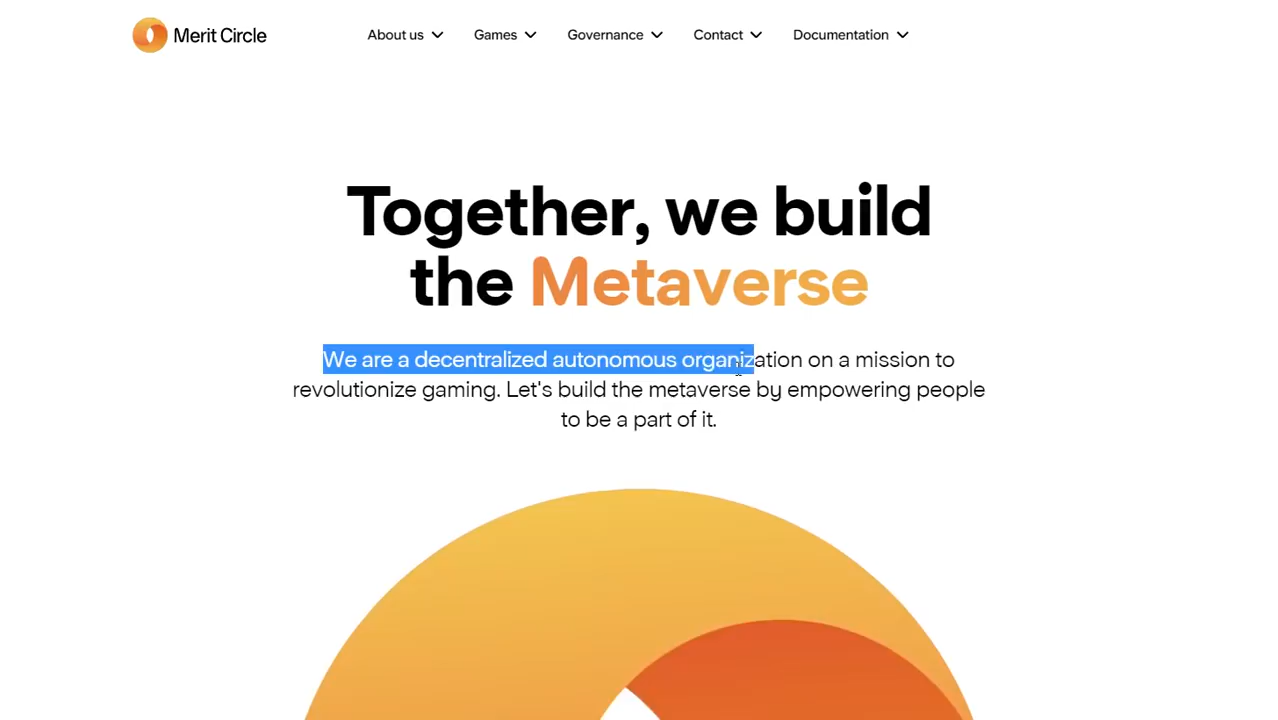 Merit Circle
About us
Games
Governance
Contact
Documentation
Together, we build
the Metaverse
We are a decentralized autonomous organization on a mission to
revolutionize gaming. Let's build the metaverse by empowering people
to be a part of it.